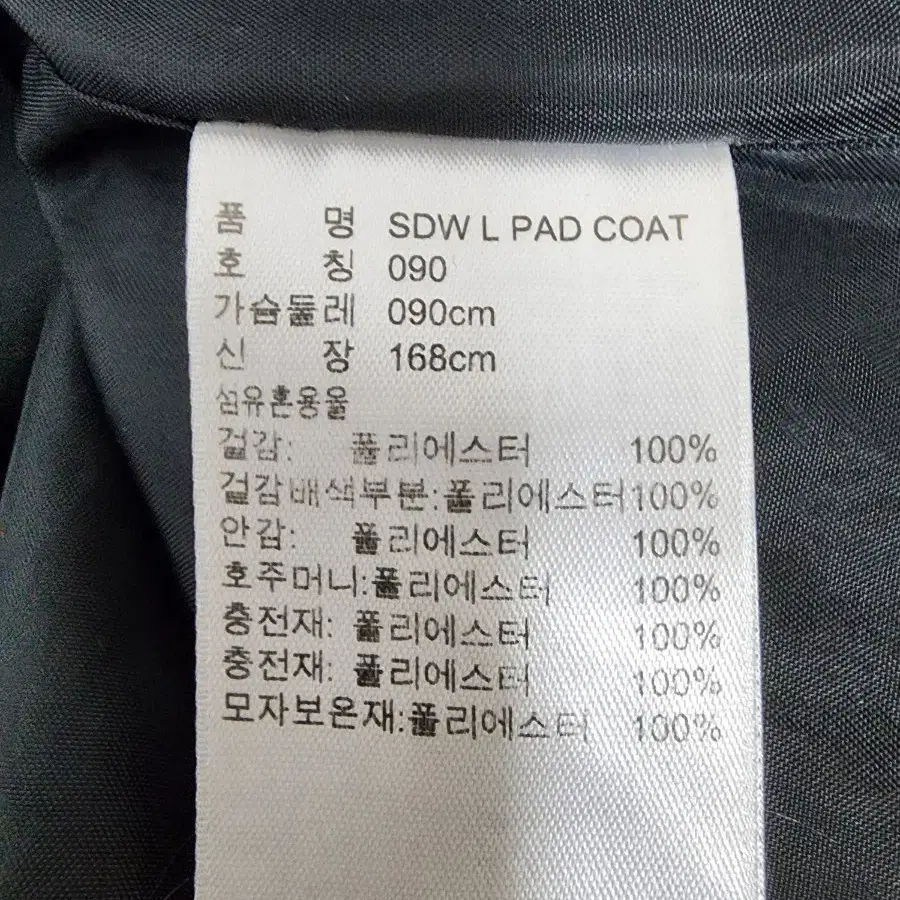 품 명 SDW L PAD COAT
호 칭 090
가슴둘레 090cm
신 장 168cm
섬유혼용율
겉감: 폴리에스터 100%
겉감배색부분:폴리에스터100%
안감: 폴리에스터 100%
호주머니:폴리에스터 100%
충전재: 폴리에스터 100%
충전재: 폴리에스터 100%
모자보온재:폴리에스터 100%